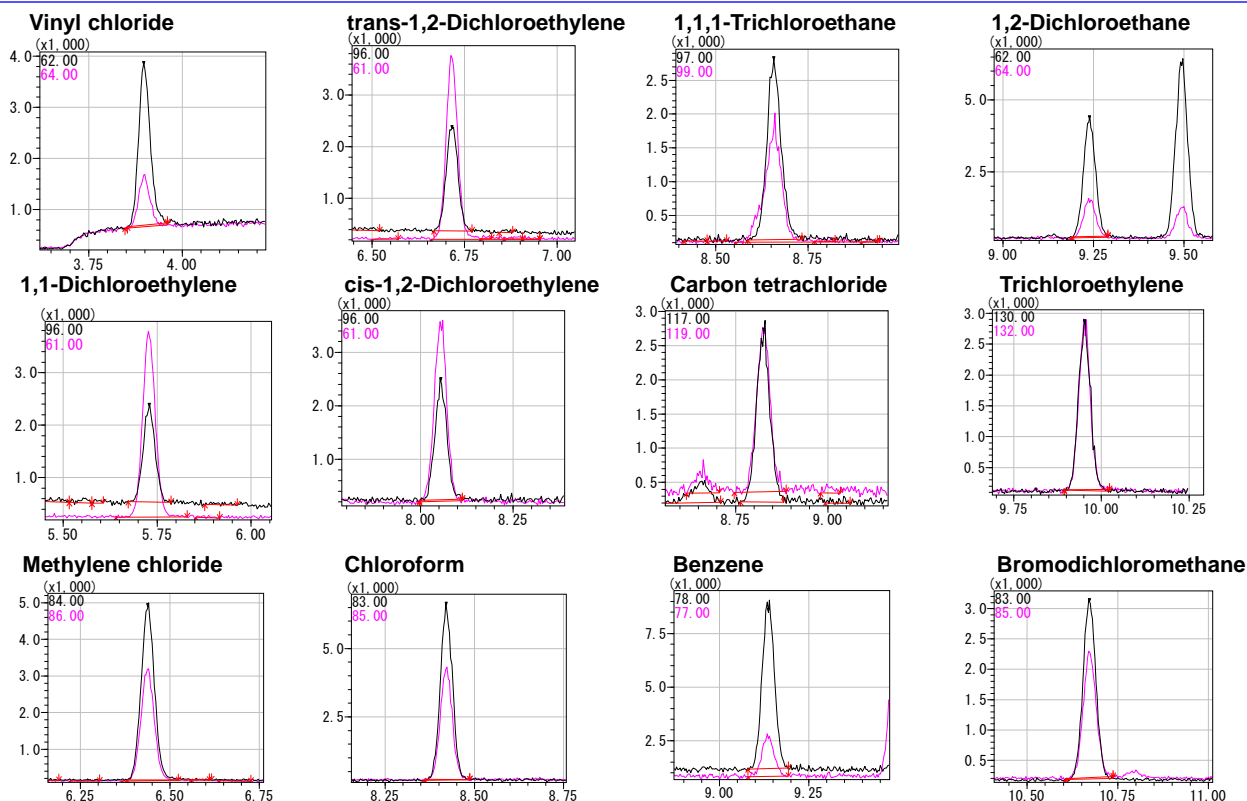 Vinyl chloride
(x1,000)
62.00
64.00
4.0
3.0
2.0
1.0
3.75 4.00
trans-1,2-Dichloroethylene
(x1,000)
96.00
61.00
3.0
2.0
1.0
6.50 6.75 7.00
1,1,1-Trichloroethane
(x1,000)
97.00
99.00
2.5
2.0
1.5
1.0
0.5
8.50 8.75
1,2-Dichloroethane
(x1,000)
62.00
64.00
5.0
2.5
9.00 9.25 9.50
1,1-Dichloroethylene
(x1,000)
96.00
61.00
3.0
2.0
1.0
5.50 5.75 6.00
cis-1,2-Dichloroethylene
(x1,000)
96.00
61.00
3.0
2.0
1.0
8.00 8.25
Carbon tetrachloride
(x1,000)
117.00
119.00
3.0
2.5
2.0
1.5
1.0
0.5
8.75 9.00
Trichloroethylene
(x1,000)
130.00
132.00
3.0
2.5
2.0
1.5
1.0
0.5
9.75 10.00 10.25
Methylene chloride
(x1,000)
84.00
86.00
5.0
4.0
3.0
2.0
1.0
6.25 6.50 6.75
Chloroform
(x1,000)
83.00
85.00
5.0
2.5
8.25 8.50 8.75
Benzene
(x1,000)
78.00
77.00
7.5
5.0
2.5
9.00 9.25
Bromodichloromethane
(x1,000)
83.00
85.00
3.0
2.5
2.0
1.5
1.0
0.5
10.50 10.75 11.00